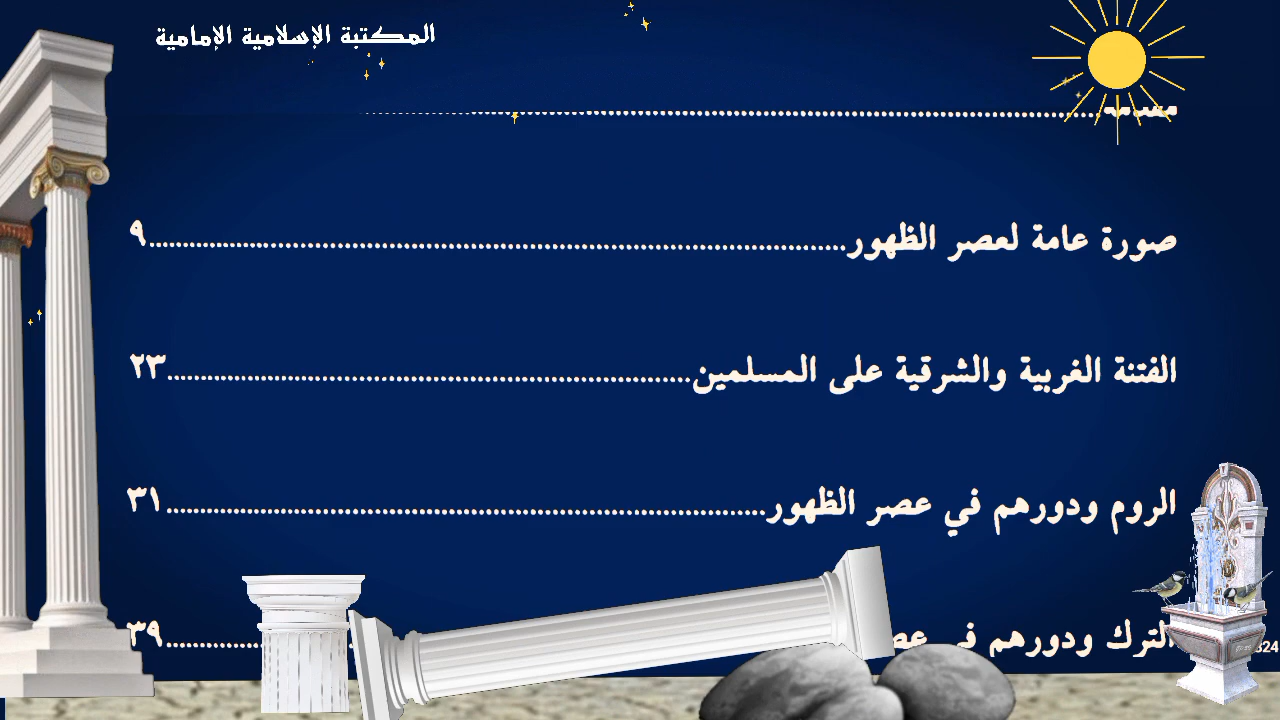 المكتبة الإسلامية الإمامية
صورة عامة لعصر الظهور.......................................................٩
الفتنة الغربية والشرقية على المسلمين.......................................................٢٣
الروم ودورهم في عصر الظهور.......................................................٣١
الترك ودورهم في .......................................................٣٩